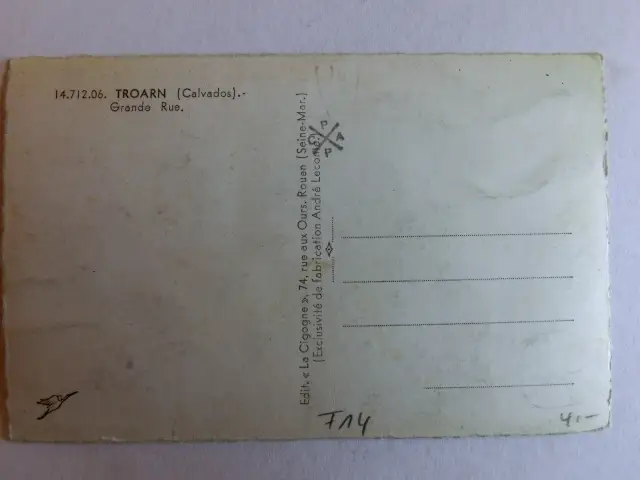 14.712.06. TROARN (Calvados).-
Grande Rue.
Edit. « La Cigogne », 74, rue aux Ours, Rouen (Seine-Mar.)
(Exclusivité de fabrication André Leconte)
F14
4.-